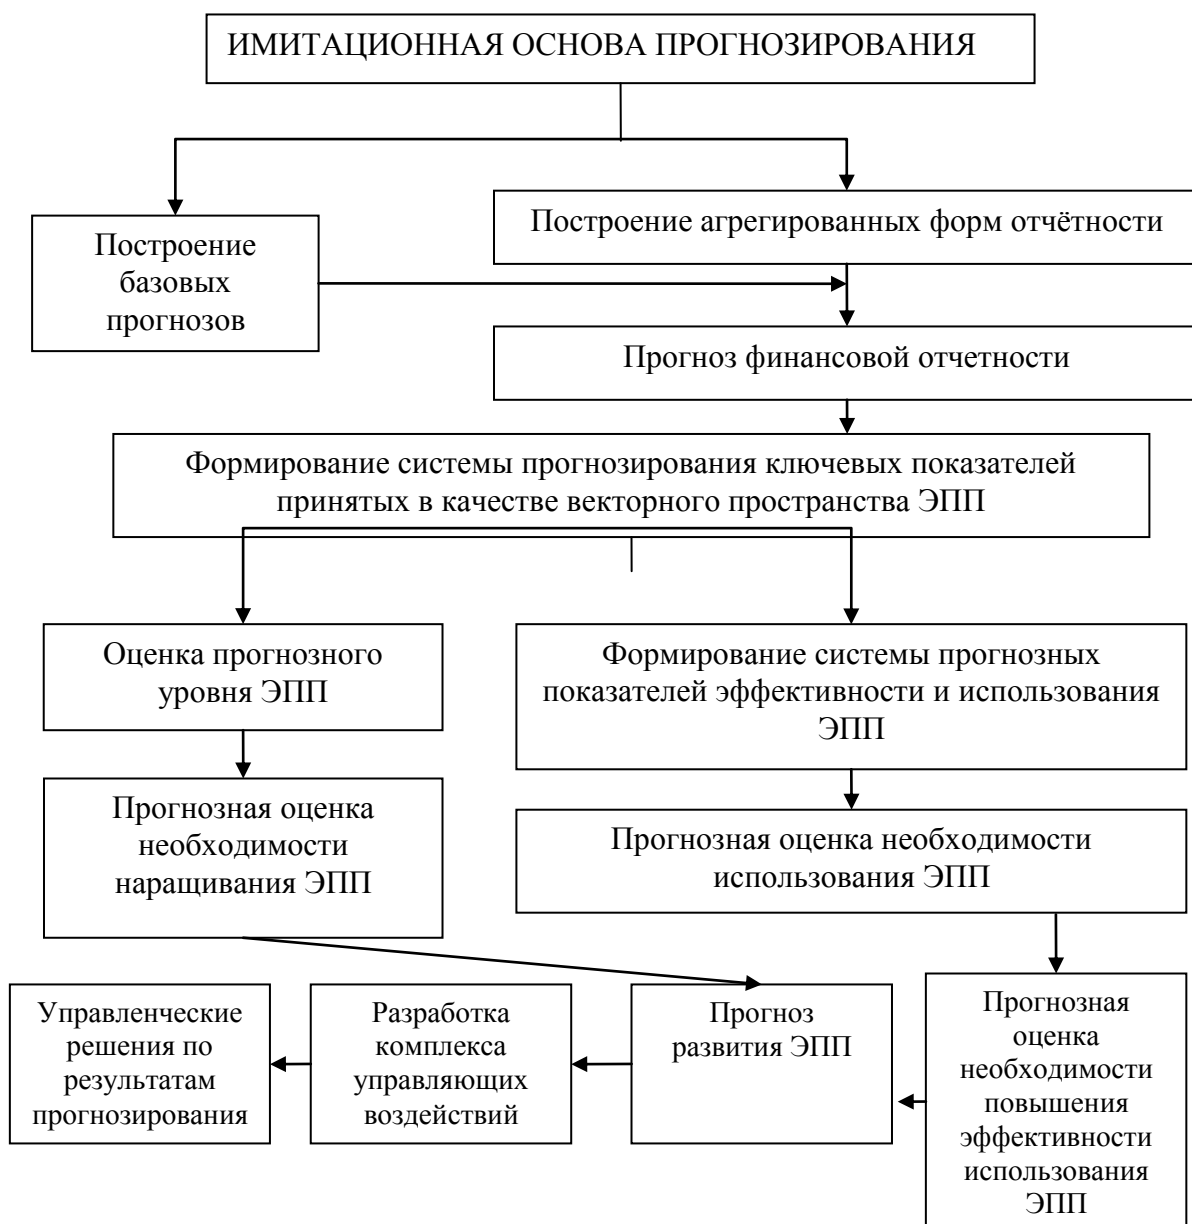 ИМИТАЦИОННАЯ ОСНОВА ПРОГНОЗИРОВАНИЯ
Построение агрегированных форм отчётности
Построение
базовых
прогнозов
Прогноз финансовой отчетности
Формирование системы прогнозирования ключевых показателей
принятых в качестве векторного пространства ЭПП
Оценка прогнозного
уровня ЭПП
Формирование системы прогнозных
показателей эффективности и использования
ЭПП
Прогнозная оценка
необходимости
наращивания ЭПП
Прогнозная оценка необходимости
использования ЭПП
Управленческие
решения по
результатам
прогнозирования
Разработка
комплекса
управляющих
воздействий
Прогноз
развития ЭПП
Прогнозная
оценка
необходимости
повышения
эффективности
использования
ЭПП